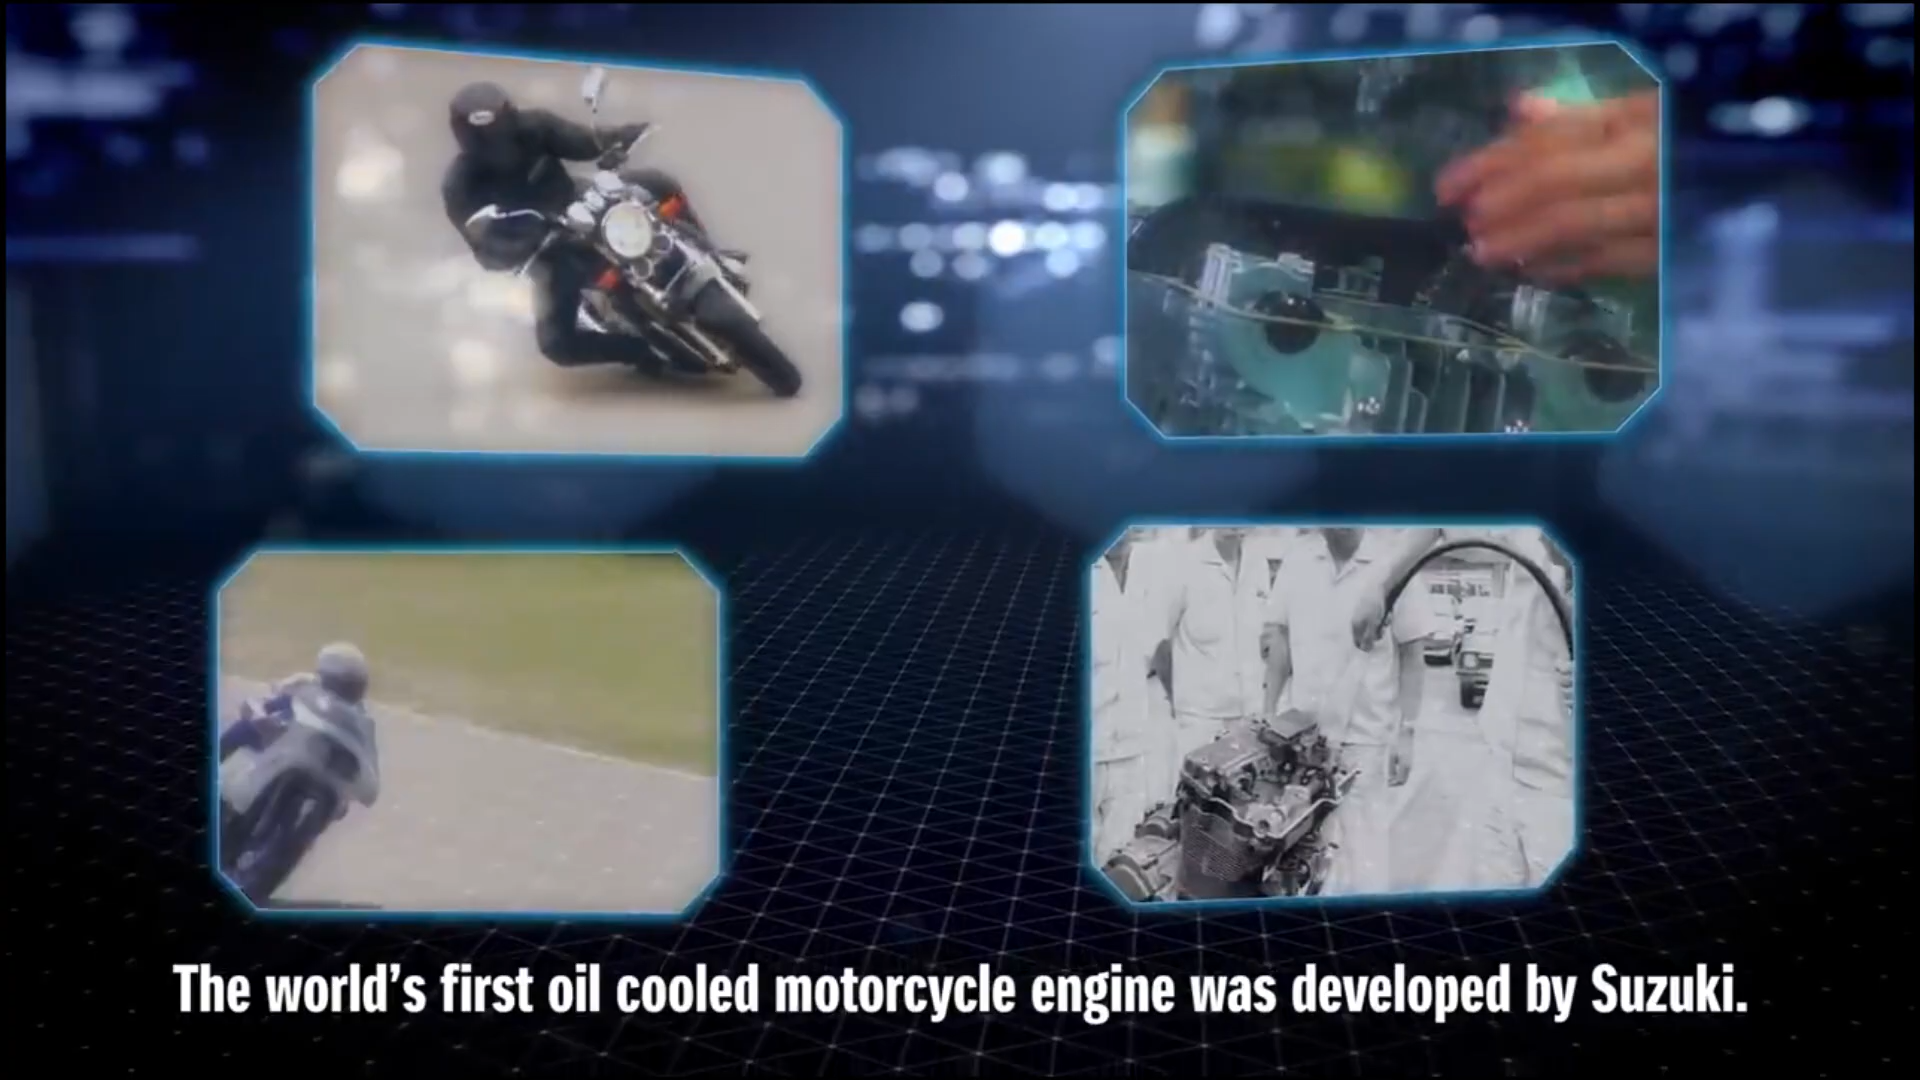 The world’s first oil cooled motorcycle engine was developed by Suzuki.